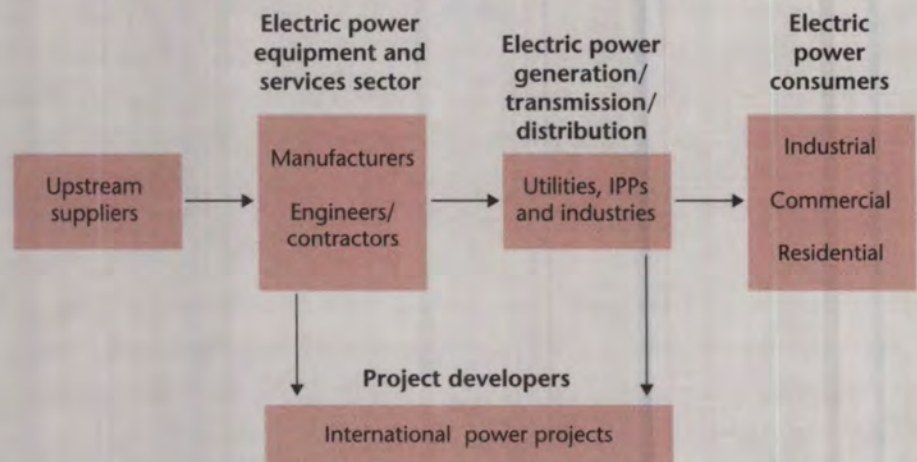 Electric power
equipment and
services sector
Electric power
generation/
transmission/
distribution
Electric
power
consumers
Upstream
suppliers
Manufacturers
Engineers/
contractors
Utilities, IPPs
and industries
Industrial
Commercial
Residential
Project developers
International power projects